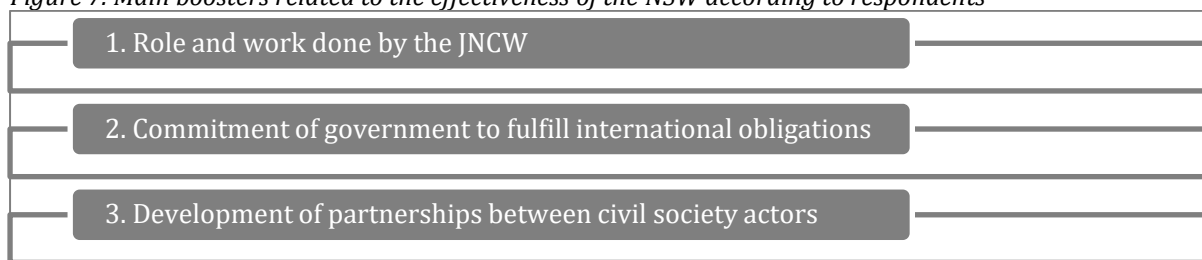 Figure 7. Main boosters related to the effectiveness of the NSW according to respondents
1. Role and work done by the JNCW
2. Commitment of government to fulfill international obligations
3. Development of partnerships between civil society actors